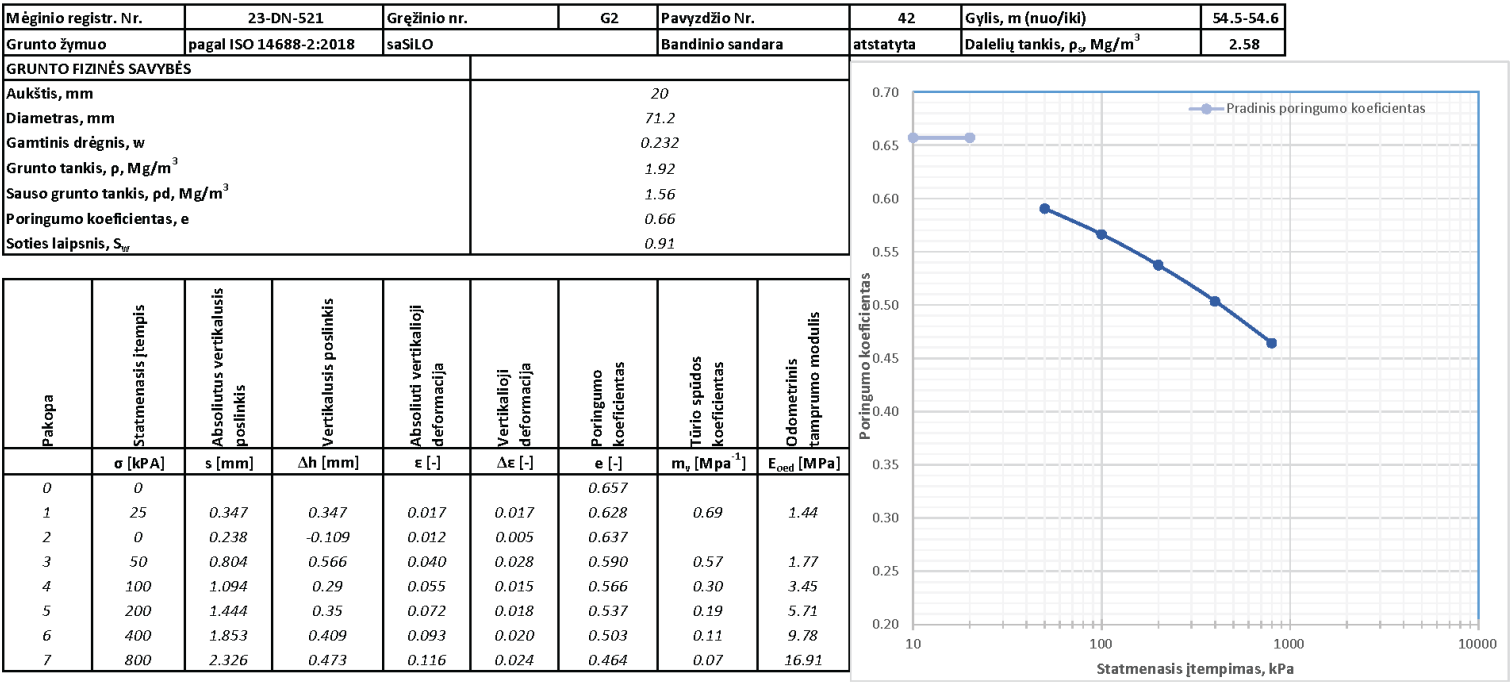 Mėginio registr. Nr. 23-DN-521 Gręžinio nr. G2 Pavyzdžio Nr. 42 Gylis, m (nuo/iki) 54.5-54.6
Grunto žymuo pagal ISO 14688-2:2018 saSiLO Bandinio sandara atstatyta Dalelių tankis, ρs, Mg/m³ 2.58
GRUNTO FIZINĖS SAVYBĖS
Aukštis, mm 20
Diametras, mm 71.2
Gamtinis drėgnis, w 0.232
Grunto tankis, ρ, Mg/m³ 1.92
Sauso grunto tankis, ρd, Mg/m³ 1.56
Poringumo koeficientas, e 0.66
Soties laipsnis, Sw 0.91
Pakopa
Statmenasis įtempis
Absoliutus vertikalusis
poslinkis
Vertikalusis poslinkis
Absoliuti vertikalioji
deformacija
Vertikalioji
deformacija
Poringumo
koeficientas
Tūrio spūdos
koeficientas
Odometrinis
tamprumo modulis
σ [kPA] s [mm] Δh [mm] ε [-] Δε [-] e [-] mv [Mpa⁻¹] Eoed [MPa]
0 0 0.657
1 25 0.347 0.347 0.017 0.017 0.628 0.69 1.44
2 0 0.238 -0.109 0.012 0.005 0.637
3 50 0.804 0.566 0.040 0.028 0.590 0.57 1.77
4 100 1.094 0.29 0.055 0.015 0.566 0.30 3.45
5 200 1.444 0.35 0.072 0.018 0.537 0.19 5.71
6 400 1.853 0.409 0.093 0.020 0.503 0.11 9.78
7 800 2.326 0.473 0.116 0.024 0.464 0.07 16.91
Pradinis poringumo koeficientas
Poringumo koeficientas
0.70
0.65
0.60
0.55
0.50
0.45
0.40
0.35
0.30
0.25
0.20
10 100 1000 10000
Statmenasis įtempimas, kPa